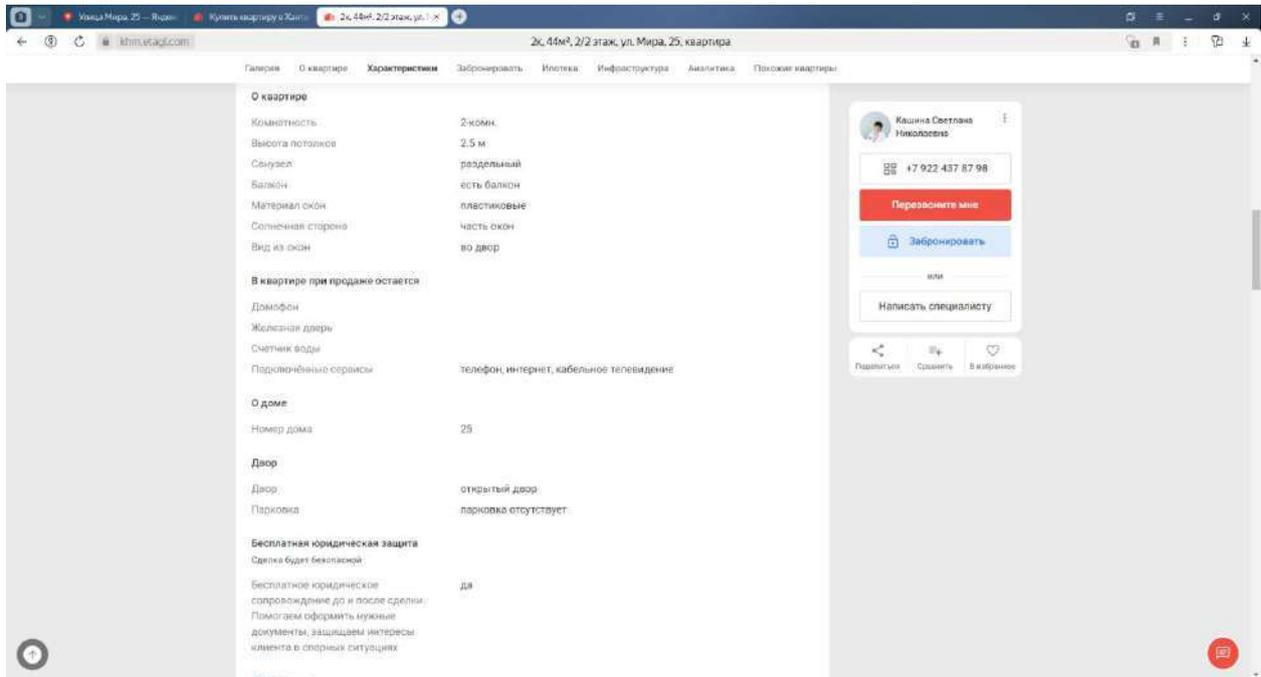 Улица Мира, 25 — Яндек
Купить квартиру в Ханты
2к, 44м², 2/2 этаж, ул.
khm.etagi.com
2к, 44м², 2/2 этаж, ул. Мира, 25, квартира
Галерея О квартире Характеристики Забронировать Ипотека Инфраструктура Аналитика Похожие квартиры
О квартире
Комнатность 2-комн.
Высота потолков 2.5 м
Санузел раздельный
Балкон есть балкон
Материал окон пластиковые
Солнечная сторона часть окон
Вид из окон во двор
В квартире при продаже остается
Домофон
Железная дверь
Счетчик воды
Подключённые сервисы телефон, интернет, кабельное телевидение
О доме
Номер дома 25
Двор
Двор открытый двор
Парковка парковка отсутствует
Бесплатная юридическая защита
Сделка будет безопасной
Бесплатное юридическое да
сопровождение до и после сделки.
Помогаем оформить нужные
документы, защищаем интересы
клиента в спорных ситуациях
Кашина Светлана
Николаевна
+7 922 437 87 98
Перезвоните мне
Забронировать
или
Написать специалисту
Поделиться Сравнить В избранное